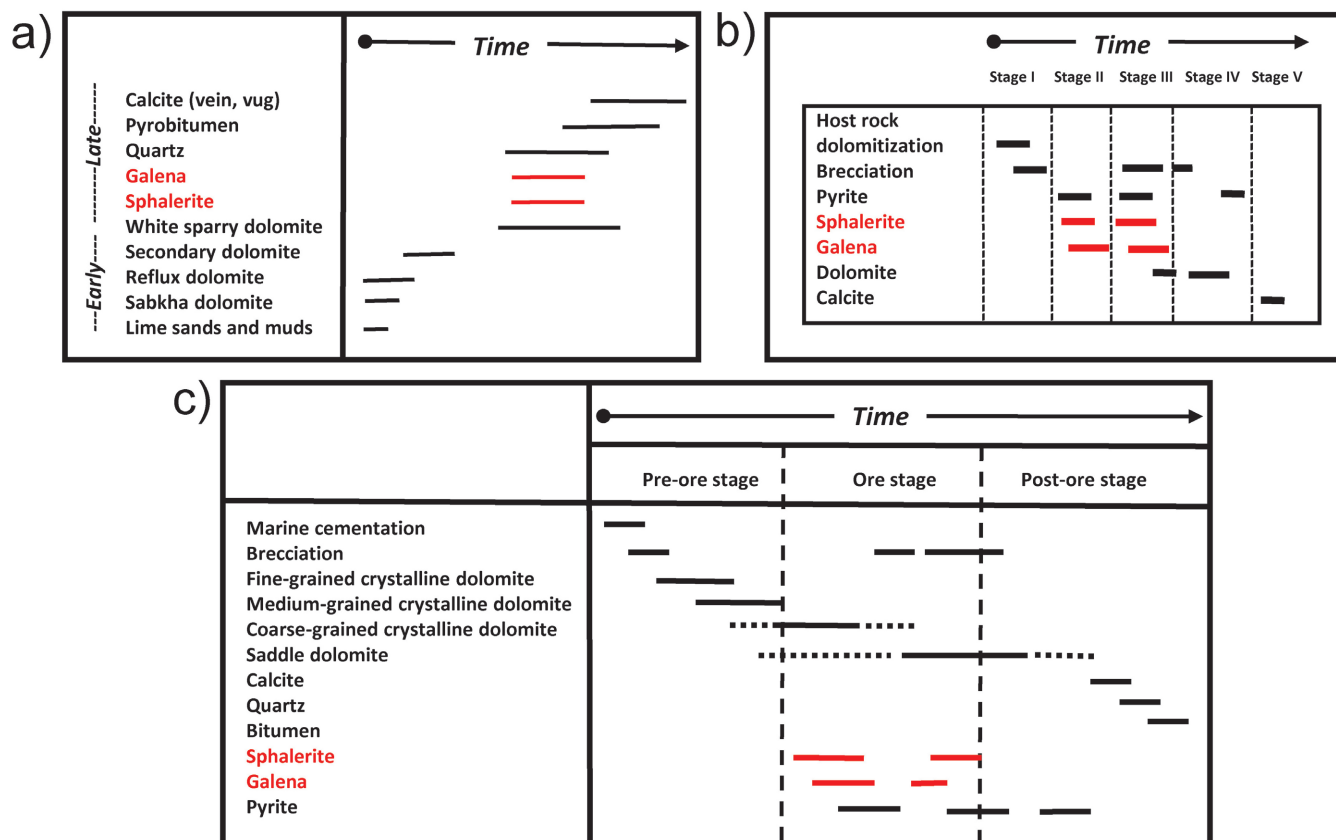 a)
Time
Late
Early
Calcite (vein, vug)
Pyrobitumen
Quartz
Galena
Sphalerite
White sparry dolomite
Secondary dolomite
Reflux dolomite
Sabkha dolomite
Lime sands and muds
b)
Time
Stage I Stage II Stage III Stage IV Stage V
Host rock
dolomitization
Brecciation
Pyrite
Sphalerite
Galena
Dolomite
Calcite
c)
Time
Pre-ore stage Ore stage Post-ore stage
Marine cementation
Brecciation
Fine-grained crystalline dolomite
Medium-grained crystalline dolomite
Coarse-grained crystalline dolomite
Saddle dolomite
Calcite
Quartz
Bitumen
Sphalerite
Galena
Pyrite